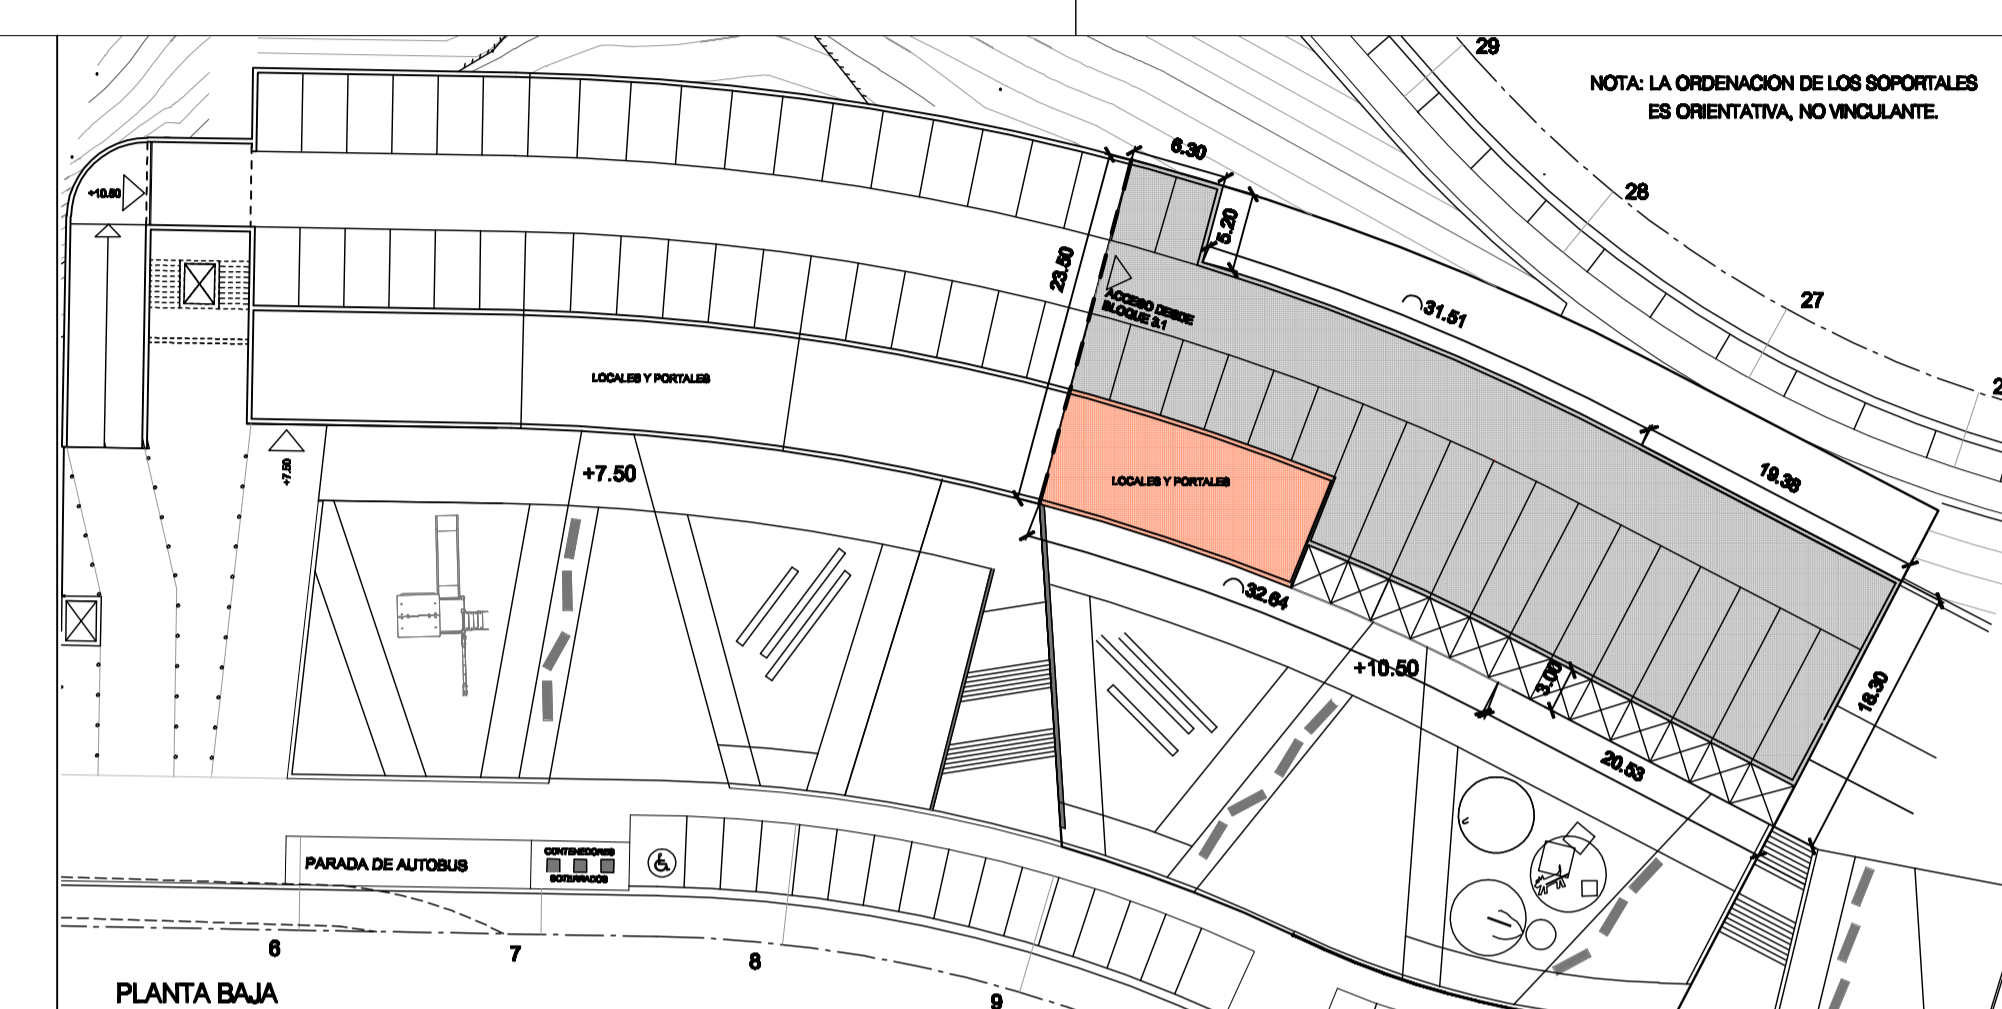 29
NOTA: LA ORDENACION DE LOS SOPORTALES
ES ORIENTATIVA, NO VINCULANTE.
6.30
28
+10.50
5.20
23.50
27
ACCESO DESDE
BLOQUE 3.1
31.51
2
LOCALES Y PORTALES
+7.50
+7.50
LOCALES Y PORTALES
19.38
32.64
+10.50
3.00
18.30
20.53
PARADA DE AUTOBUS
CONTENEDORES
SOTERRADOS
6
7
8
9
PLANTA BAJA